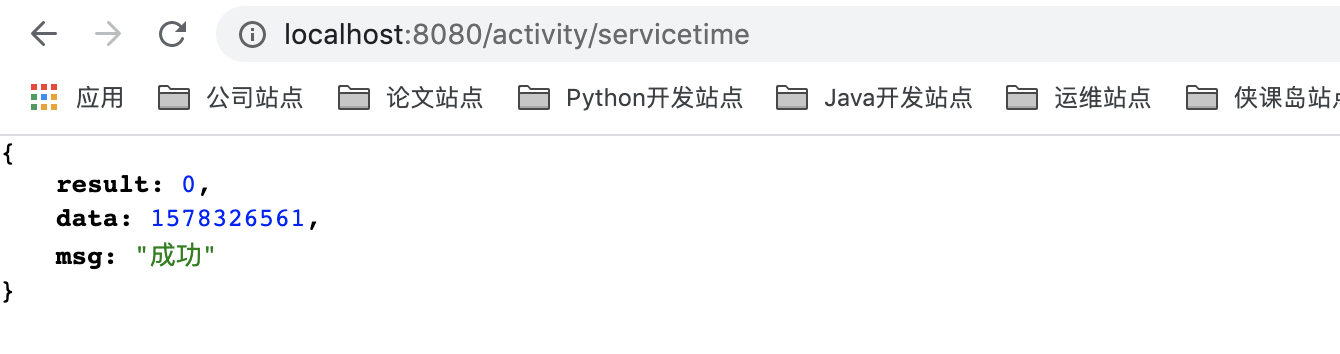 localhost:8080/activity/servicetime
应用 公司站点 论文站点 Python开发站点 Java开发站点 运维站点 侠课岛站点
{
result: 0,
data: 1578326561,
msg: "成功"
}